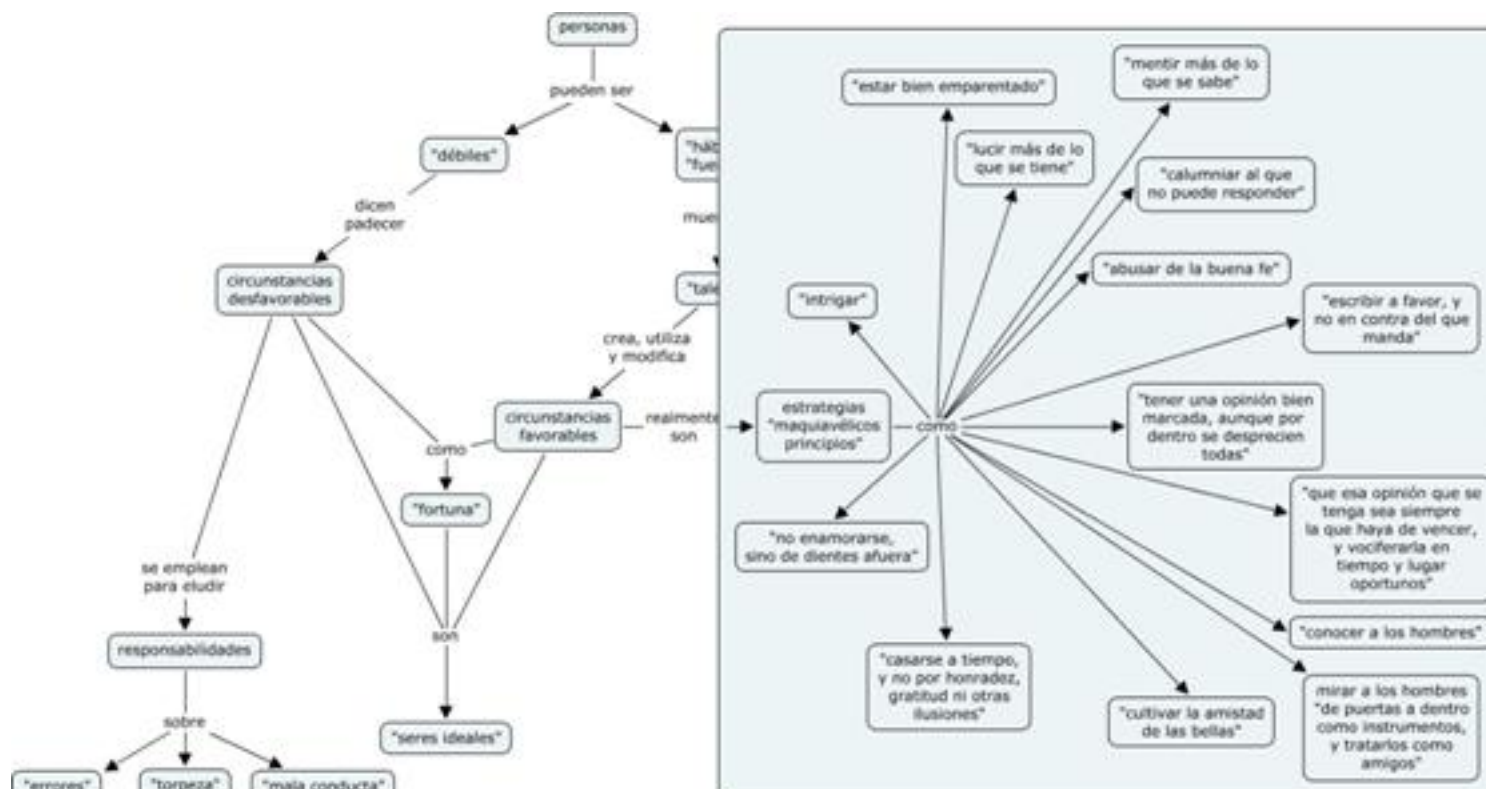 personas
pueden ser
"débiles"
"háb
"fue
dicen
padecer
mue
circunstancias
desfavorables
"tale
crea, utiliza
y modifica
circunstancias
favorables
realmente
son
como
"fortuna"
se emplean
para eludir
responsabilidades
son
sobre
"seres ideales"
"errores"
"torpeza"
"mala conducta"
"estar bien emparentado"
"mentir más de lo
que se sabe"
"lucir más de lo
que se tiene"
"calumniar al que
no puede responder"
"abusar de la buena fe"
"intrigar"
"escribir a favor, y
no en contra del que
manda"
estrategias
"maquiavélicos
principios"
como
"tener una opinión bien
marcada, aunque por
dentro se desprecien
todas"
"que esa opinión que se
tenga sea siempre
la que haya de vencer,
y vociferarla en
tiempo y lugar
oportunos"
"no enamorarse,
sino de dientes afuera"
"conocer a los hombres"
"casarse a tiempo,
y no por honradez,
gratitud ni otras
ilusiones"
"cultivar la amistad
de las bellas"
mirar a los hombres
"de puertas a dentro
como instrumentos,
y tratarlos como
amigos"